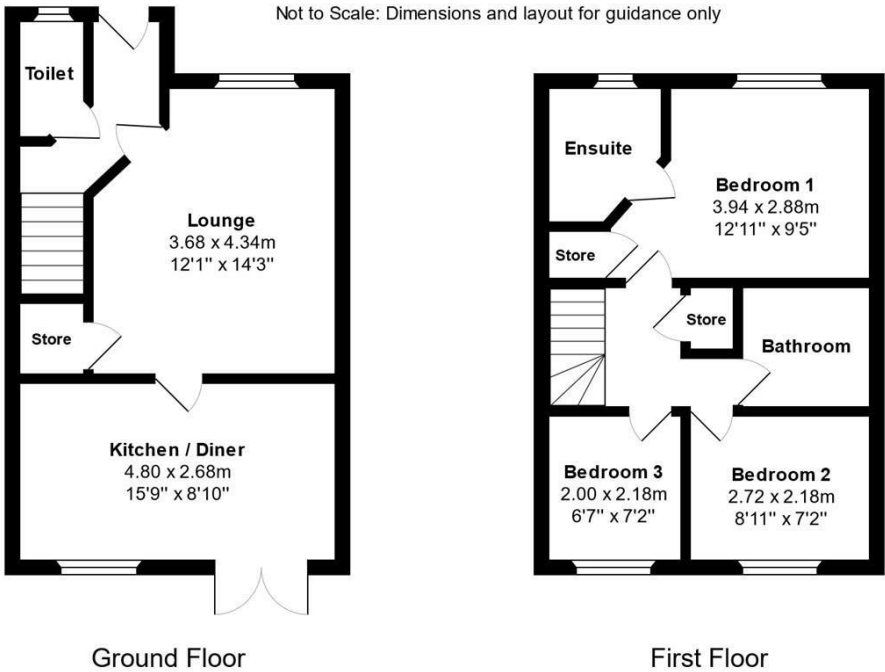 Not to Scale: Dimensions and layout for guidance only
Toilet
Lounge
3.68 x 4.34m
12'1" x 14'3"
Store
Kitchen / Diner
4.80 x 2.68m
15'9" x 8'10"
Ground Floor
Ensuite
Bedroom 1
3.94 x 2.88m
12'11" x 9'5"
Store
Store
Bathroom
Bedroom 3
2.00 x 2.18m
6'7" x 7'2"
Bedroom 2
2.72 x 2.18m
8'11" x 7'2"
First Floor